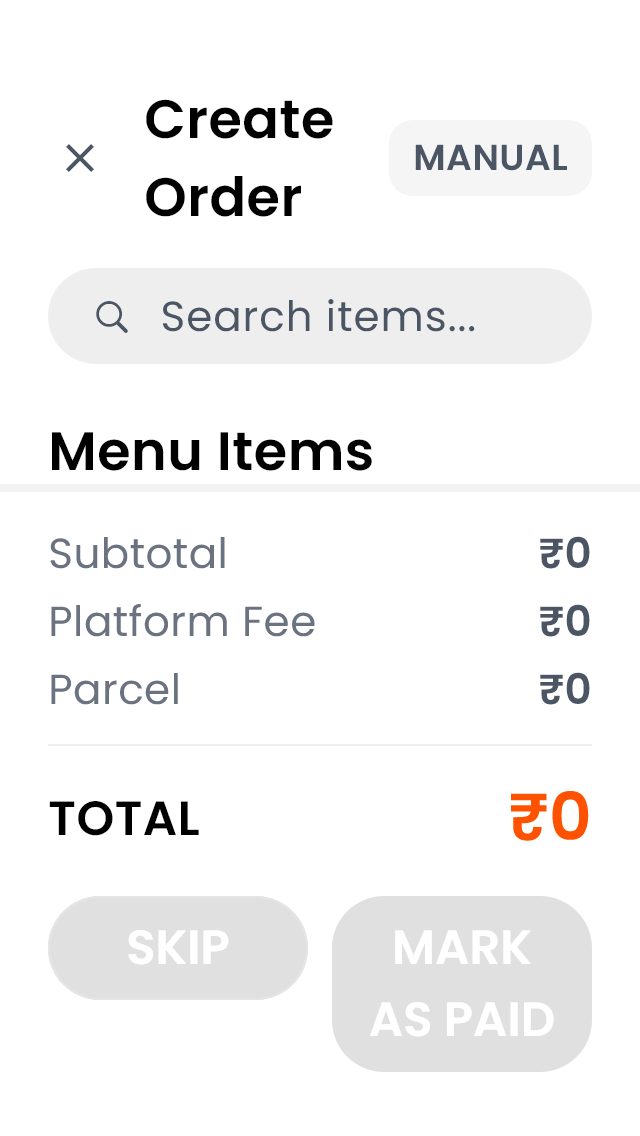 Create
Order
MANUAL
Search items...
Menu Items
Subtotal ₹0
Platform Fee ₹0
Parcel ₹0
TOTAL ₹0
SKIP
MARK
AS PAID